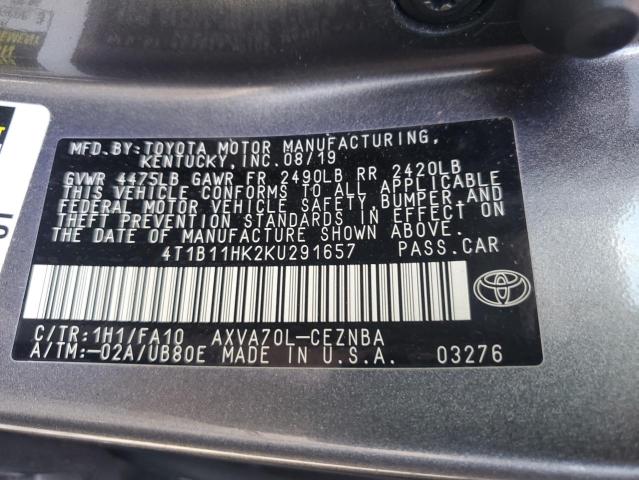 MFD.BY:TOYOTA MOTOR MANUFACTURING,
KENTUCKY,INC.08/19
GVWR 4475LB GAWR FR 2490LB RR 2420LB
THIS VEHICLE CONFORMS TO ALL APPLICABLE
FEDERAL MOTOR VEHICLE SAFETY,BUMPER,AND
THEFT PREVENTION STANDARDS IN EFFECT ON
THE DATE OF MANUFACTURE SHOWN ABOVE.
4T1B11HK2KU291657 PASS.CAR
C/TR:1H1/FA10 AXVA70L-CEZNBA
A/TM:-02A/UB80E MADE IN U.S.A. 03276